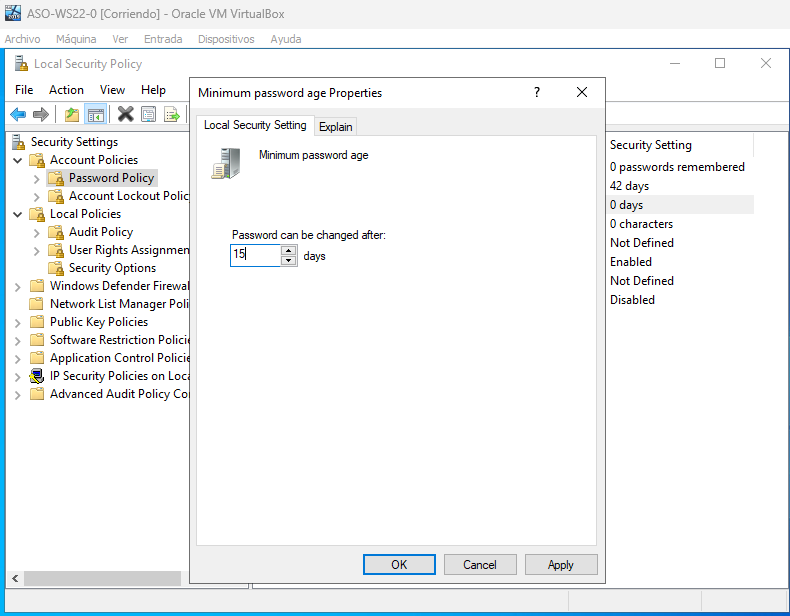 ASO-WS22-0 [Corriendo] - Oracle VM VirtualBox
Archivo Máquina Ver Entrada Dispositivos Ayuda
Local Security Policy
File Action View Help
Security Settings
Account Policies
Password Policy
Account Lockout Polic
Local Policies
Audit Policy
User Rights Assignmen
Security Options
Windows Defender Firewal
Network List Manager Poli
Public Key Policies
Software Restriction Policie
Application Control Policie
IP Security Policies on Loca
Advanced Audit Policy Co
Minimum password age Properties
?
Local Security Setting Explain
Minimum password age
Password can be changed after:
15 days
OK Cancel Apply
Security Setting
0 passwords remembered
42 days
0 days
0 characters
Not Defined
Enabled
Not Defined
Disabled